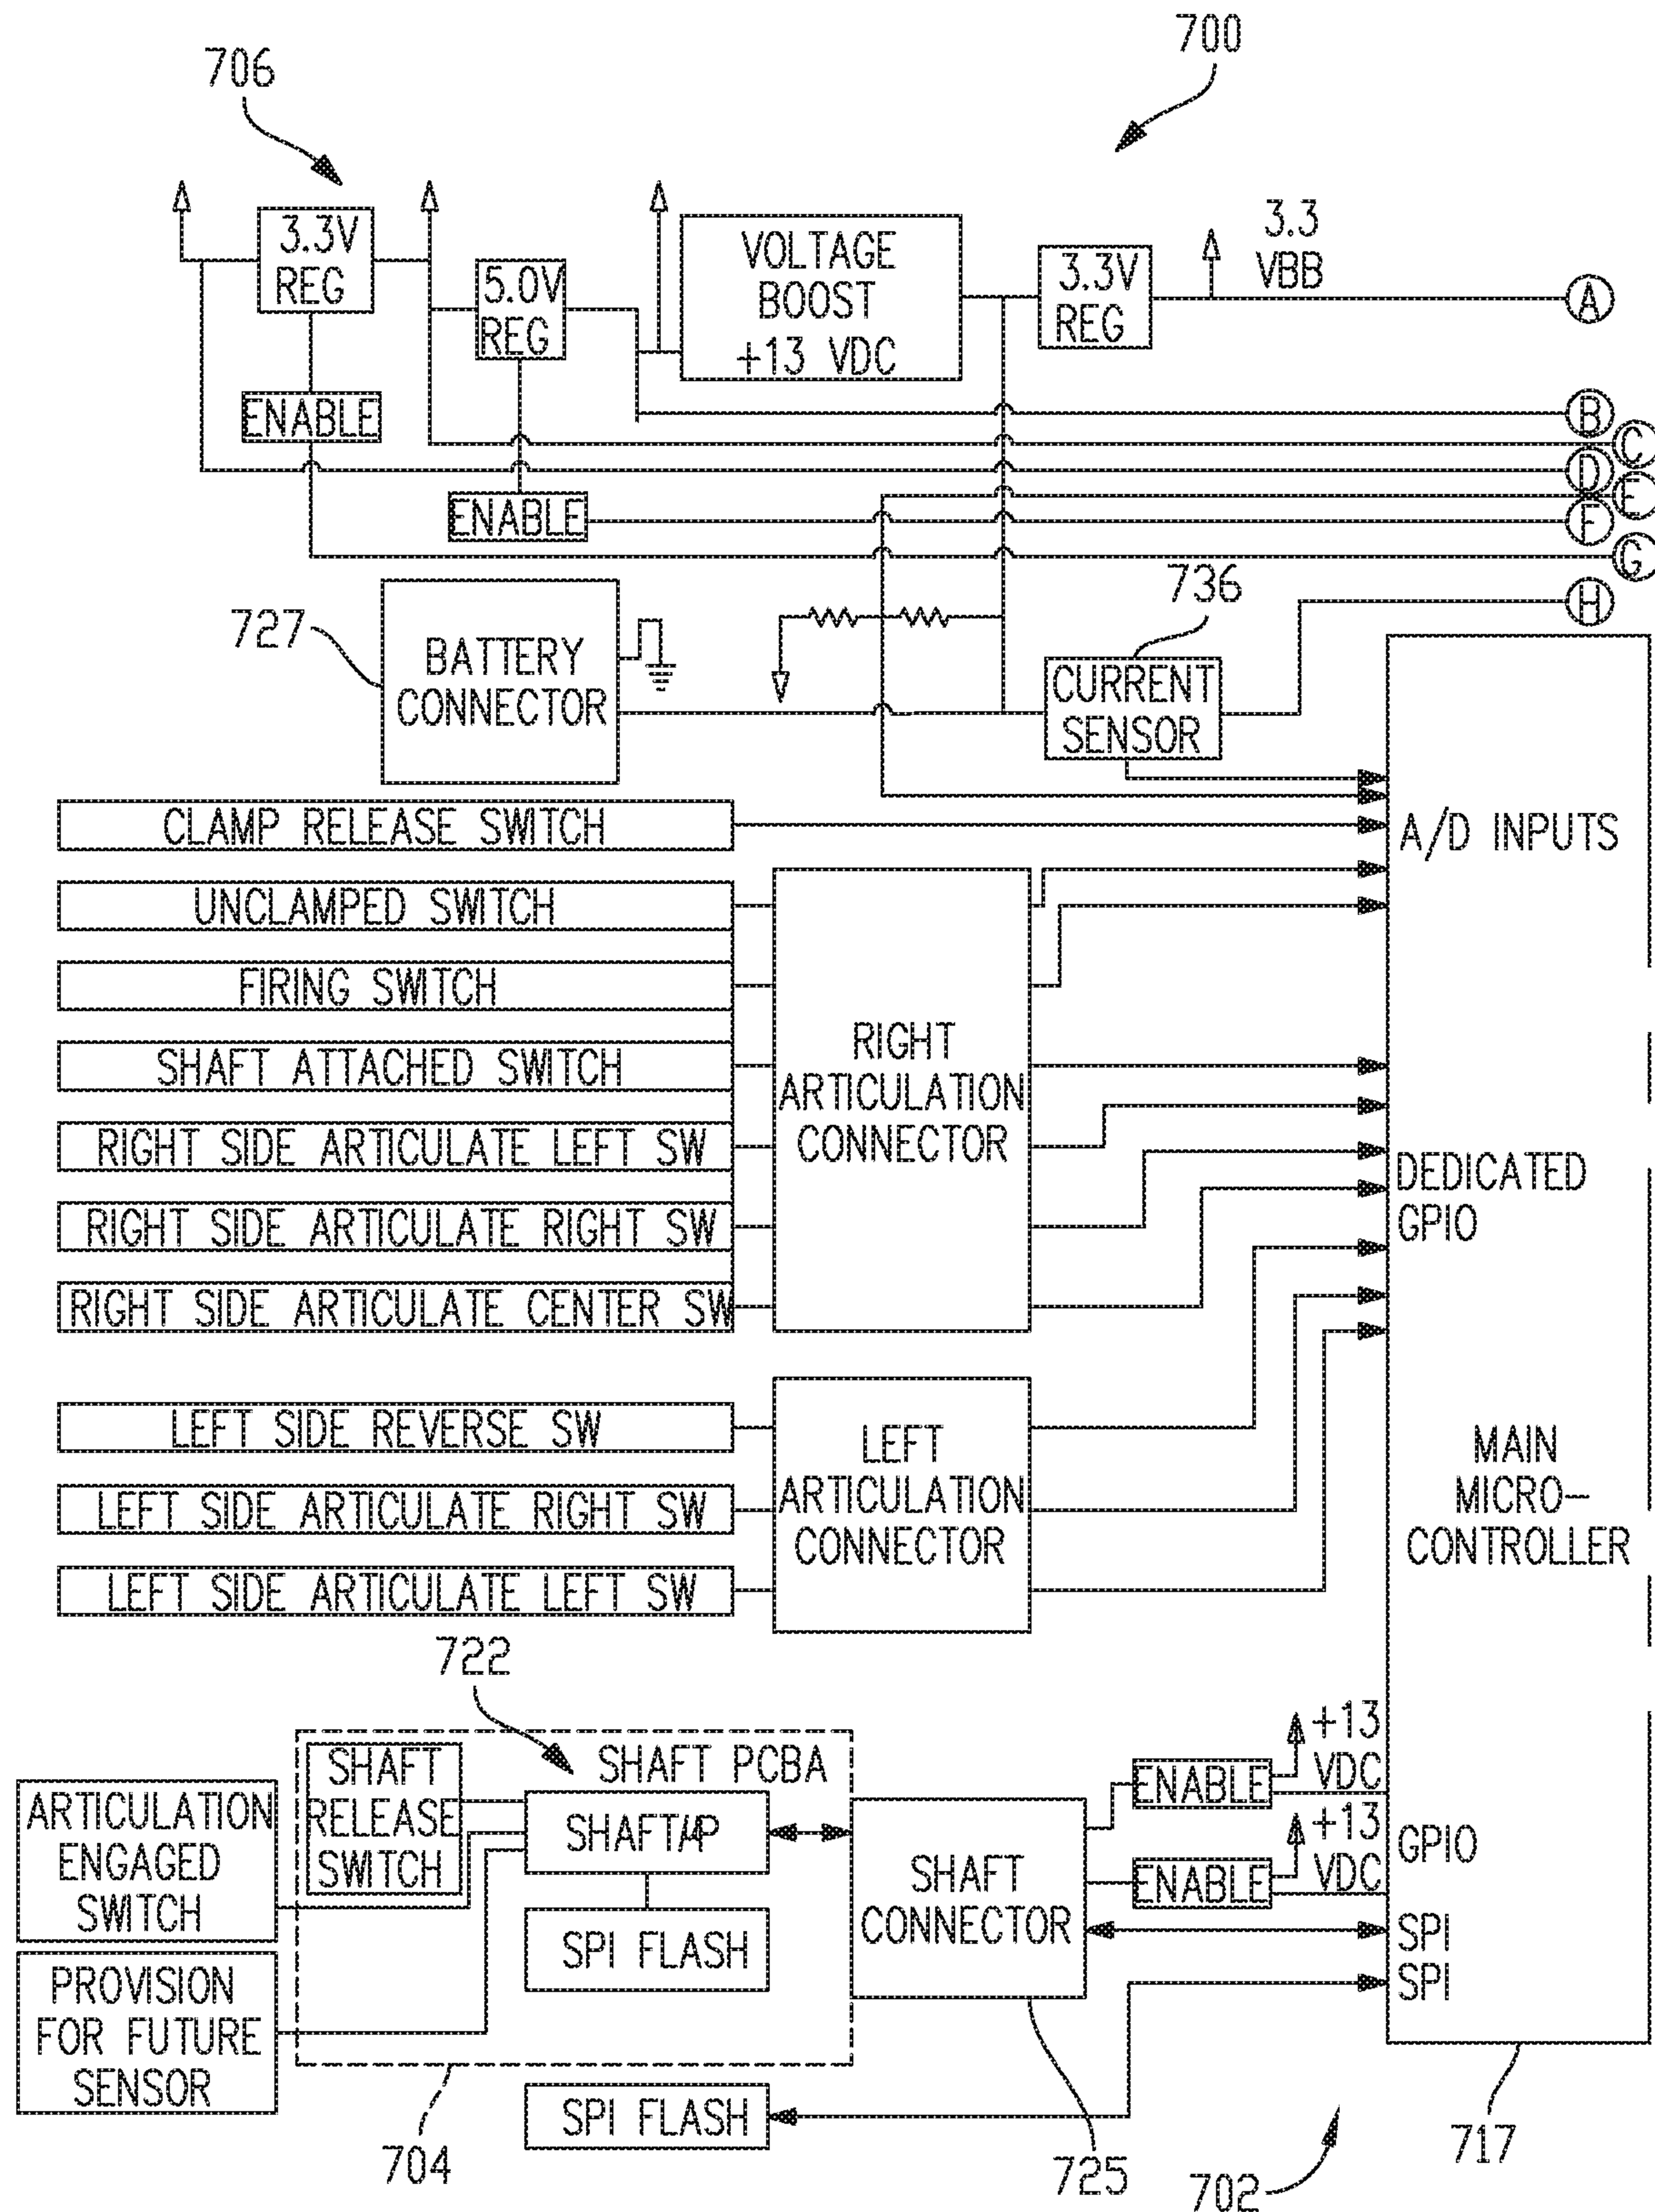 700
706
3.3V
REG
5.0V
REG
VOLTAGE
BOOST
+13 VDC
3.3V
REG
3.3
VBB
A
ENABLE
B
C
D
E
ENABLE
F
G
H
727
BATTERY
CONNECTOR
736
CURRENT
SENSOR
CLAMP RELEASE SWITCH
A/D INPUTS
UNCLAMPED SWITCH
FIRING SWITCH
SHAFT ATTACHED SWITCH
RIGHT SIDE ARTICULATE LEFT SW
RIGHT SIDE ARTICULATE RIGHT SW
RIGHT SIDE ARTICULATE CENTER SW
RIGHT
ARTICULATION
CONNECTOR
DEDICATED
GPIO
LEFT SIDE REVERSE SW
LEFT SIDE ARTICULATE RIGHT SW
LEFT SIDE ARTICULATE LEFT SW
LEFT
ARTICULATION
CONNECTOR
MAIN
MICRO-
CONTROLLER
722
SHAFT PCBA
SHAFT
RELEASE
SWITCH
SHAFT μP
SPI FLASH
ARTICULATION
ENGAGED
SWITCH
PROVISION
FOR FUTURE
SENSOR
SHAFT
CONNECTOR
ENABLE
+13
VDC
ENABLE
+13
VDC
GPIO
SPI
SPI
SPI FLASH
704
725
702
717